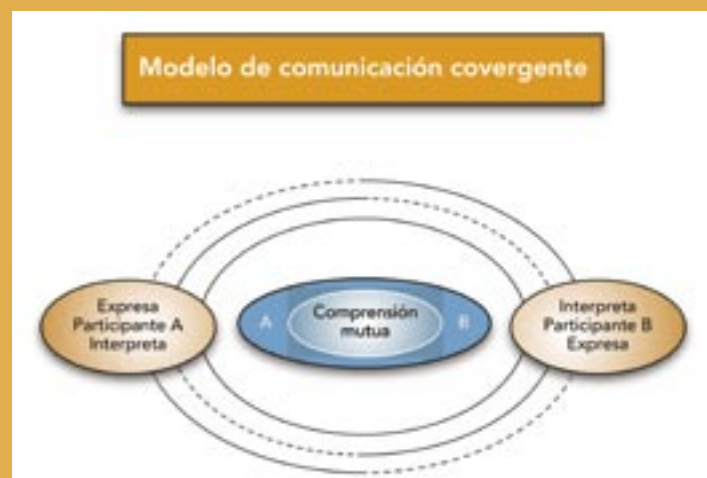 Modelo de comunicación covergente
Expresa
Participante A
Interpreta
A
Comprensión
mutua
B
Interpreta
Participante B
Expresa